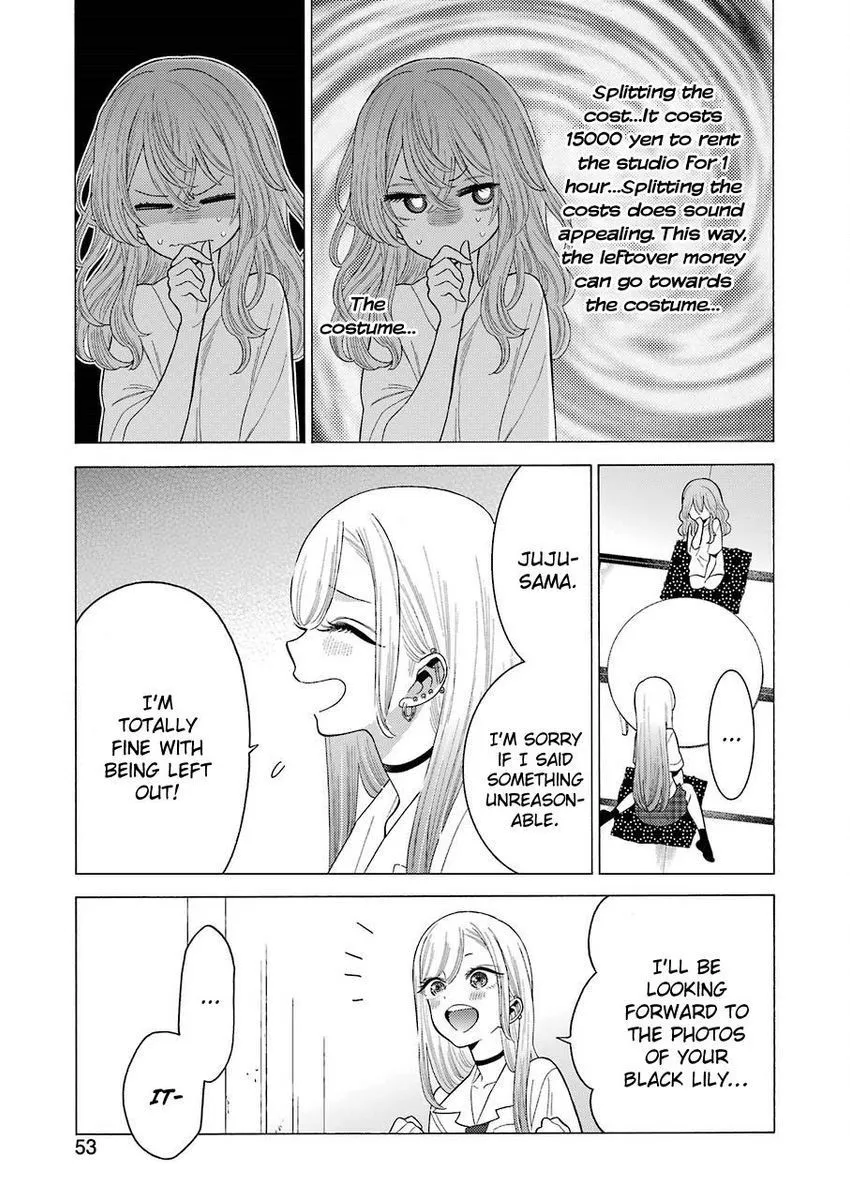 Splitting the
cost...It costs
15000 yen to rent
the studio For 1
hour...Splitting the
costs does sound
appealing. This way,
the leftover money
can go towards
the costume...
The
costume...
...
JUJU-
SAMA.
I'M SORRY
IF I SAID
SOMETHING
UNREASON-
ABLE.
I'M
TOTALLY
FINE WITH
BEING LEFT
OUT!
I'LL BE
LOOKING
FORWARD TO
THE PHOTOS
OF YOUR
BLACK LILY...
...
IT-
53